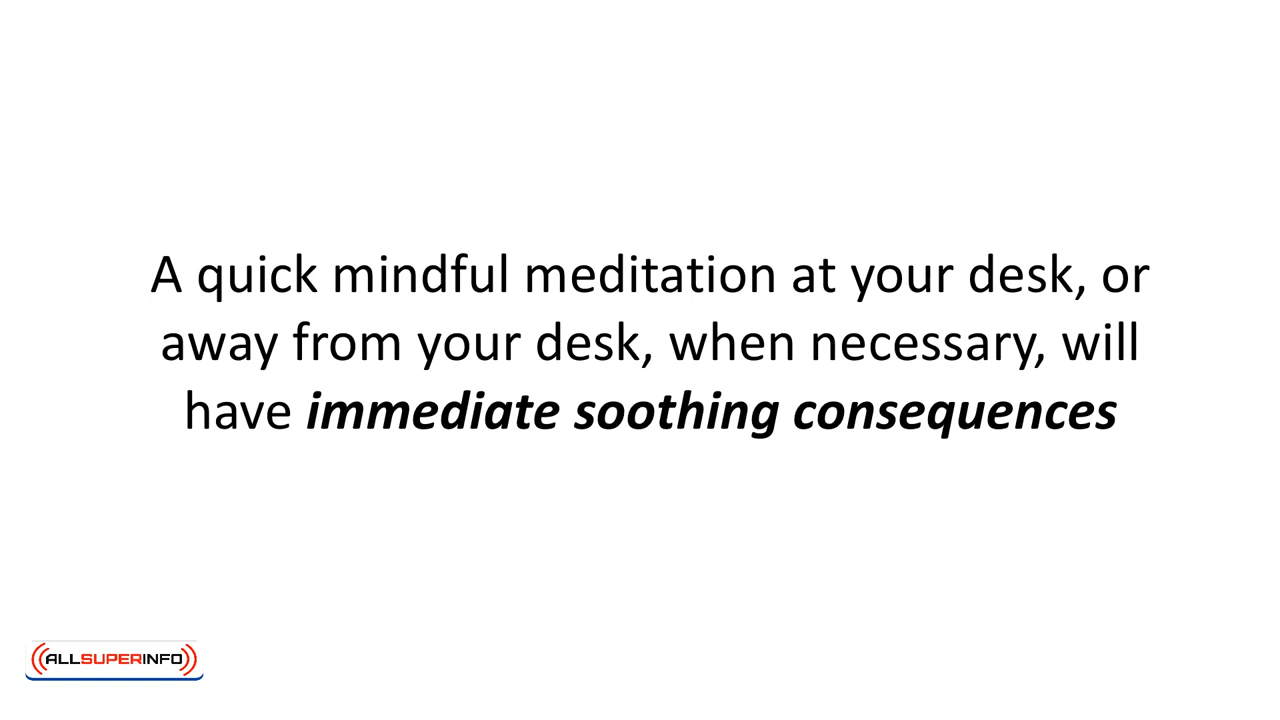 A quick mindful meditation at your desk, or
away from your desk, when necessary, will
have immediate soothing consequences
ALLSUPERINFO